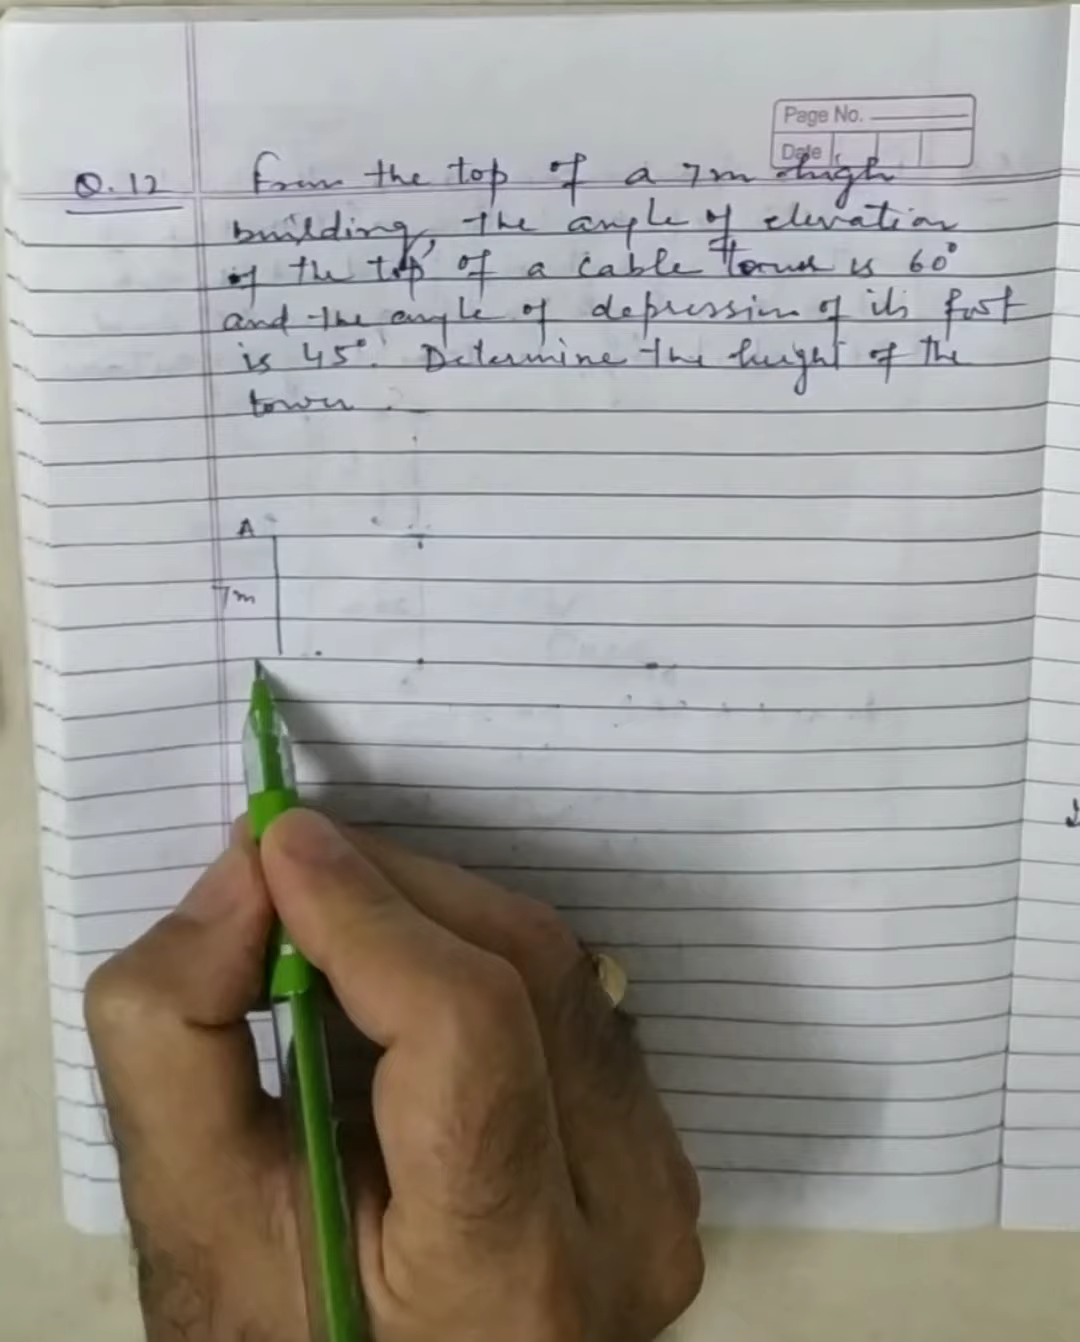 Page No.
Date
Q.12 From the top of a 7m high
building, the angle of elevation
of the top of a cable tower is 60°
and the angle of depression of its foot
is 45°. Determine the height of the
tower.
A
7m